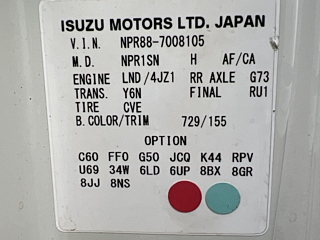 ISUZU MOTORS LTD. JAPAN
V.I.N. NPR88-7008105
M.D. NPR1SN H AF/CA
ENGINE LND/4JZ1 RR AXLE G73
TRANS. Y6N FINAL RU1
TIRE CVE
B.COLOR/TRIM 729/155
OPTION
C60 FF0 G50 JCQ K44 RPV
U69 34W 6LD 6UP 8BX 8GR
8JJ 8NS